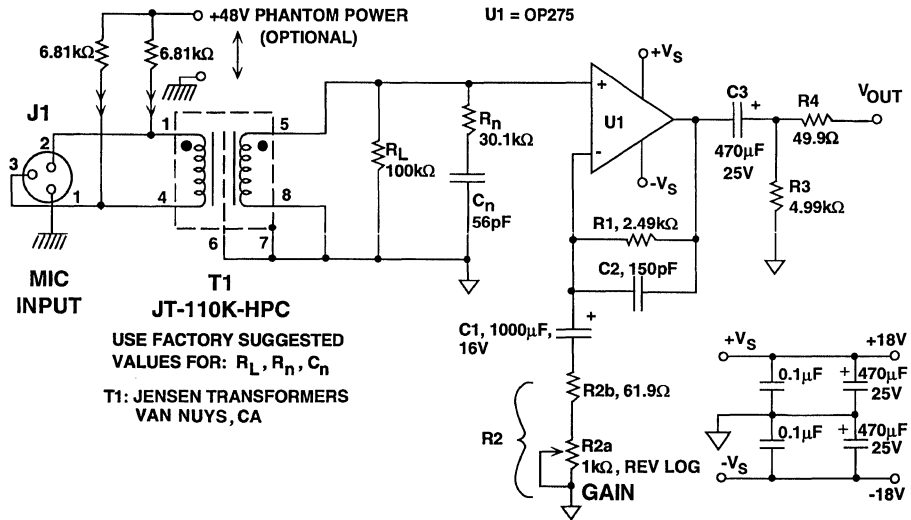 +48V PHANTOM POWER
(OPTIONAL)
U1 = OP275
6.81kΩ
6.81kΩ
J1
2
3
1
MIC
INPUT
1
4
5
8
6
7
T1
JT-110K-HPC
USE FACTORY SUGGESTED
VALUES FOR: RL, Rn, Cn
T1: JENSEN TRANSFORMERS
VAN NUYS, CA
RL
100kΩ
Rn
30.1kΩ
Cn
56pF
+
-
U1
+VS
-VS
C3
+
470μF
25V
R4
49.9Ω
VOUT
R3
4.99kΩ
R1, 2.49kΩ
C2, 150pF
C1, 1000μF,
16V
+
R2b, 61.9Ω
R2
R2a
1kΩ, REV LOG
GAIN
+VS
+18V
0.1μF
+
470μF
25V
0.1μF
+
470μF
25V
-VS
-18V